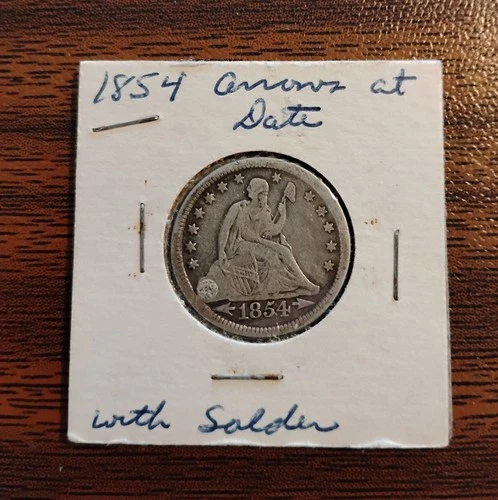 1854 arrows at
Date
1854
with Solder